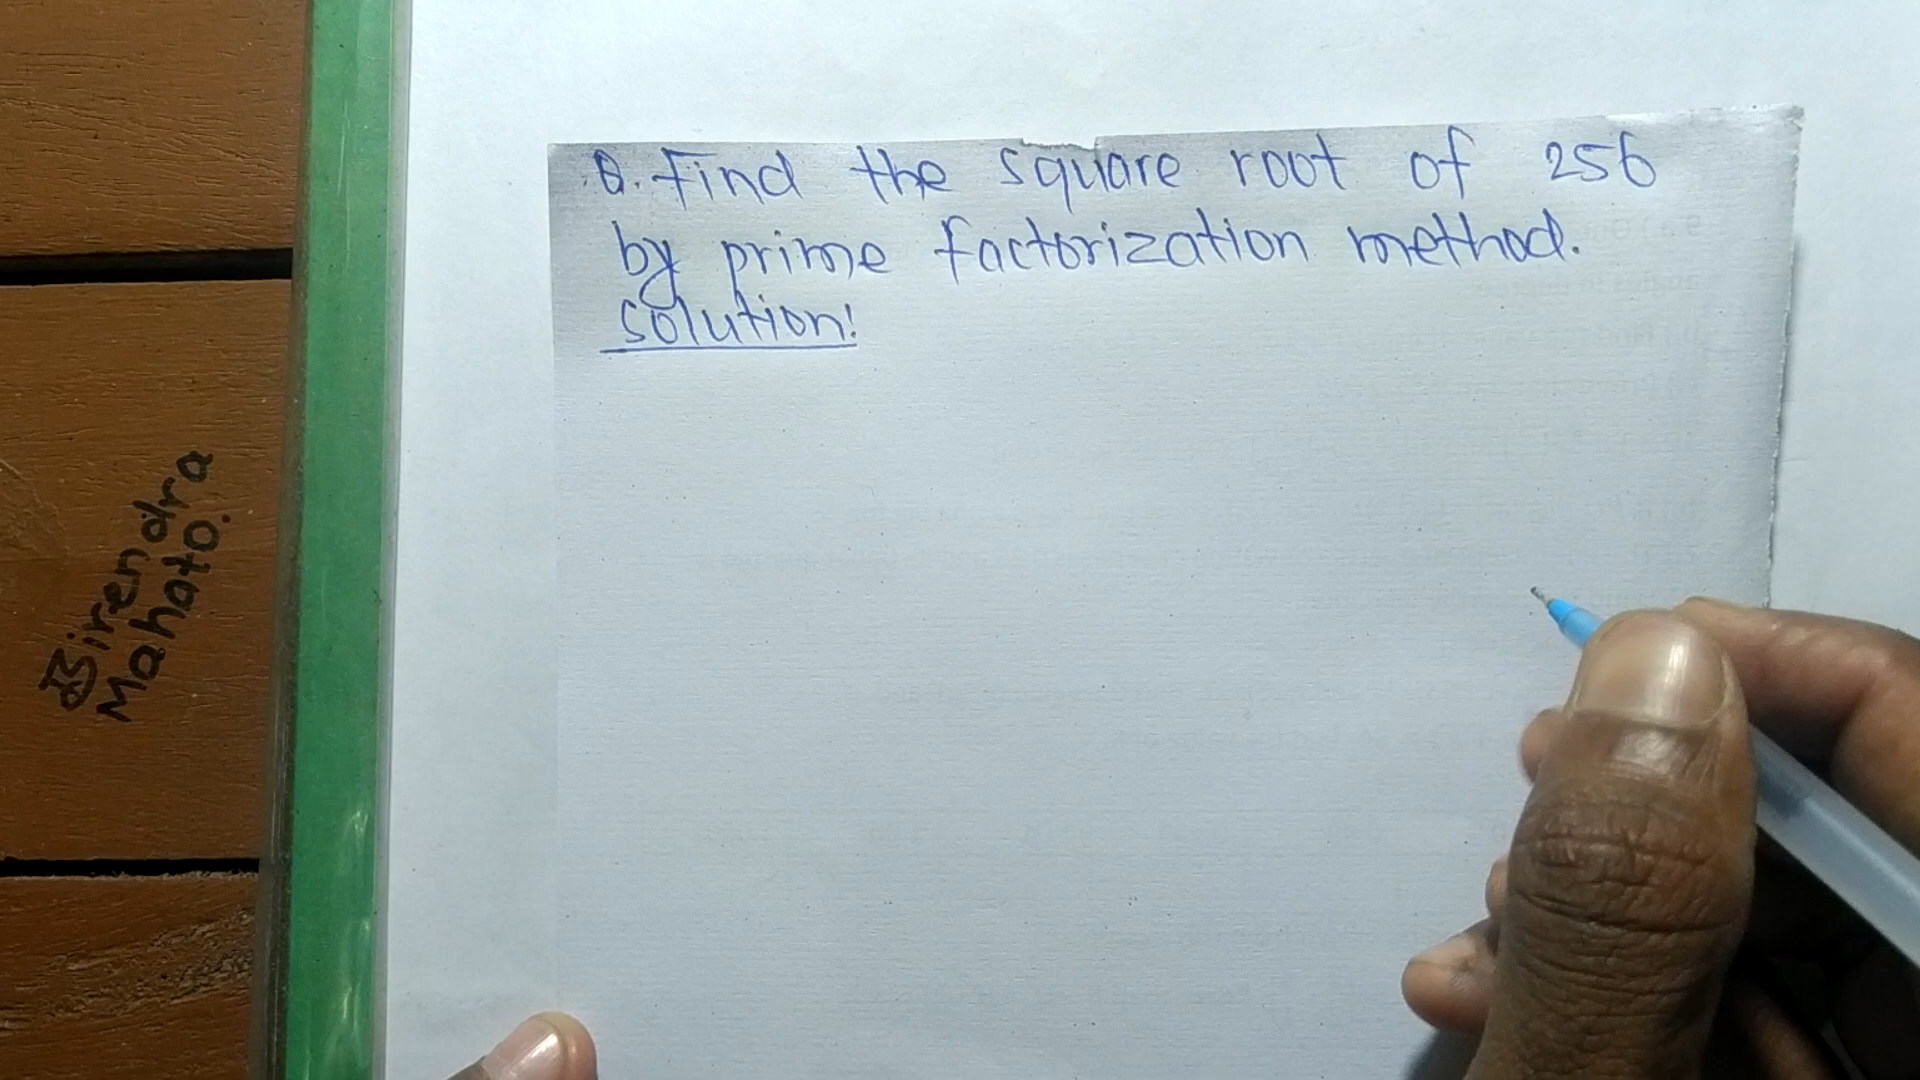 Q. Find the square root of 256
by prime factorization method.
Solution:
Birendra
Mahato.